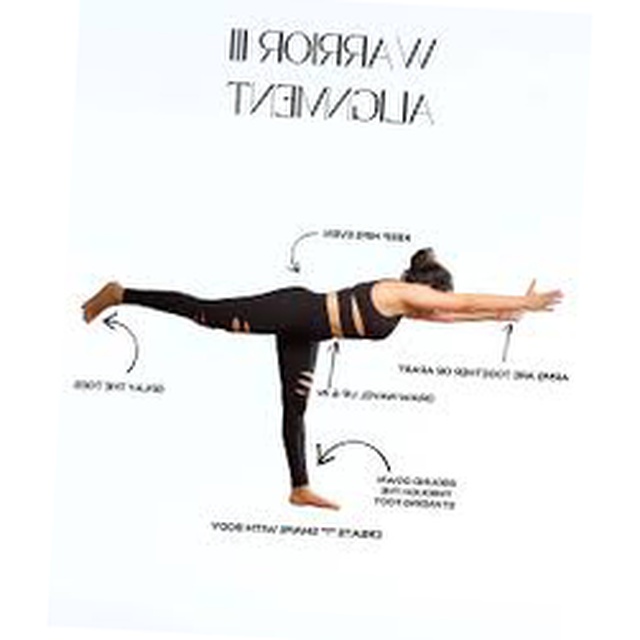 WARRIOR III
ALIGNMENT
KEEP HIPS EVEN
ARMS ARE TOGETHER OR APART
SPLAY THE TOES
DRAW NAVEL UP & IN
GROUND DOWN
THROUGH THE
STANDING FOOT
CREATE "T" SHAPE WITH BODY